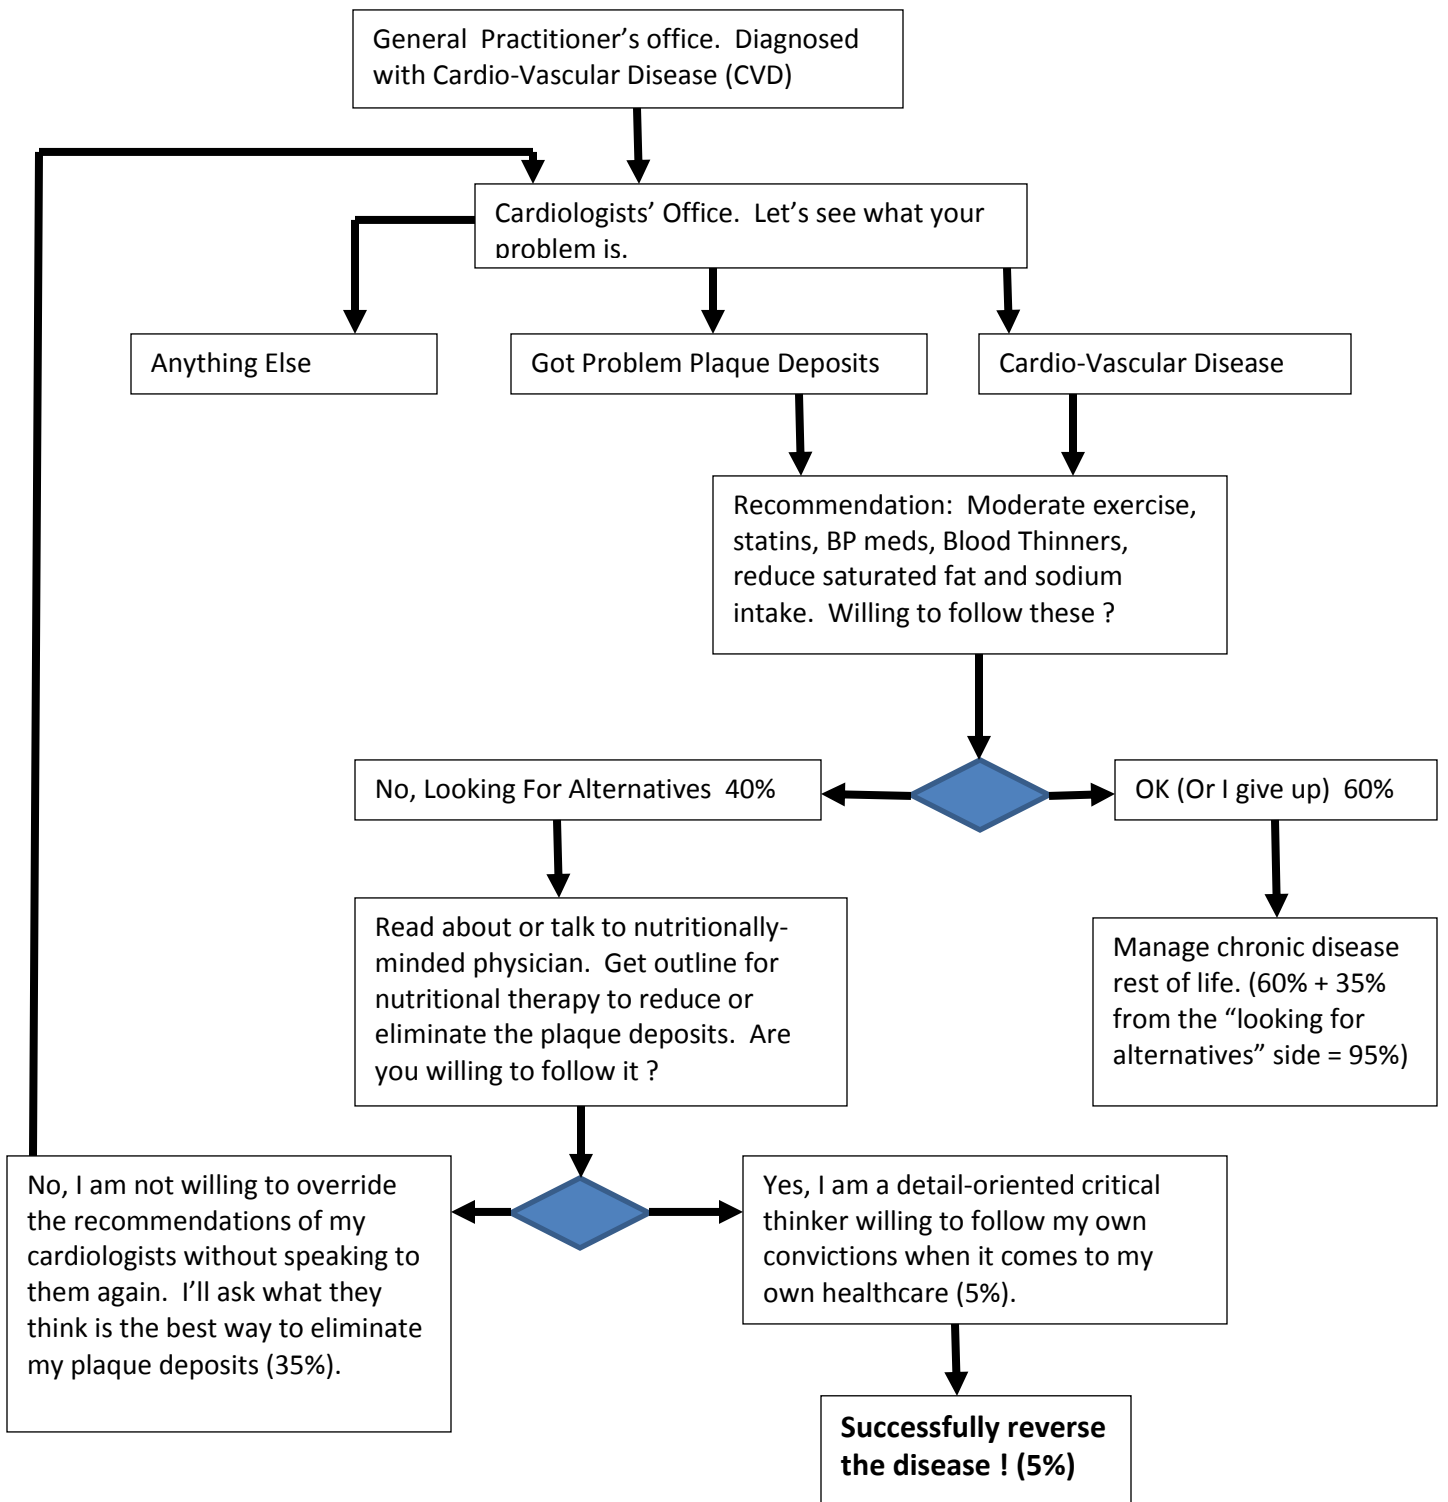 General  Practitioner’s office.  Diagnosed
with Cardio-Vascular Disease (CVD)
Cardiologists’ Office.  Let’s see what your
problem is.
Anything Else
Got Problem Plaque Deposits
Cardio-Vascular Disease
Recommendation:  Moderate exercise,
statins, BP meds, Blood Thinners,
reduce saturated fat and sodium
intake.  Willing to follow these ?
No, Looking For Alternatives  40%
OK (Or I give up)  60%
Read about or talk to nutritionally-
minded physician.  Get outline for
nutritional therapy to reduce or
eliminate the plaque deposits.  Are
you willing to follow it ?
Manage chronic disease
rest of life. (60% + 35%
from the “looking for
alternatives” side = 95%)
No, I am not willing to override
the recommendations of my
cardiologists without speaking to
them again.  I’ll ask what they
think is the best way to eliminate
my plaque deposits (35%).
Yes, I am a detail-oriented critical
thinker willing to follow my own
convictions when it comes to my
own healthcare (5%).
Successfully reverse
the disease ! (5%)